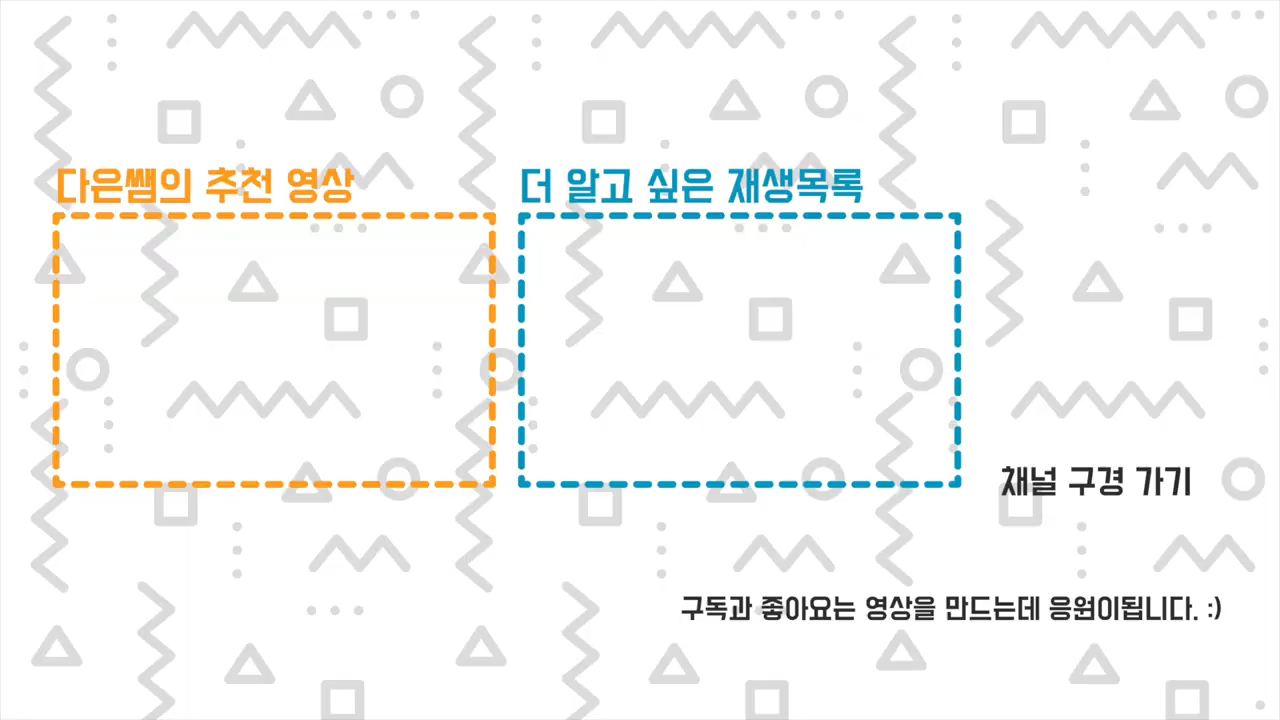 다은쌤의 추천 영상
더 알고 싶은 재생목록
채널 구경 가기
구독과 좋아요는 영상을 만드는데 응원이됩니다. :)